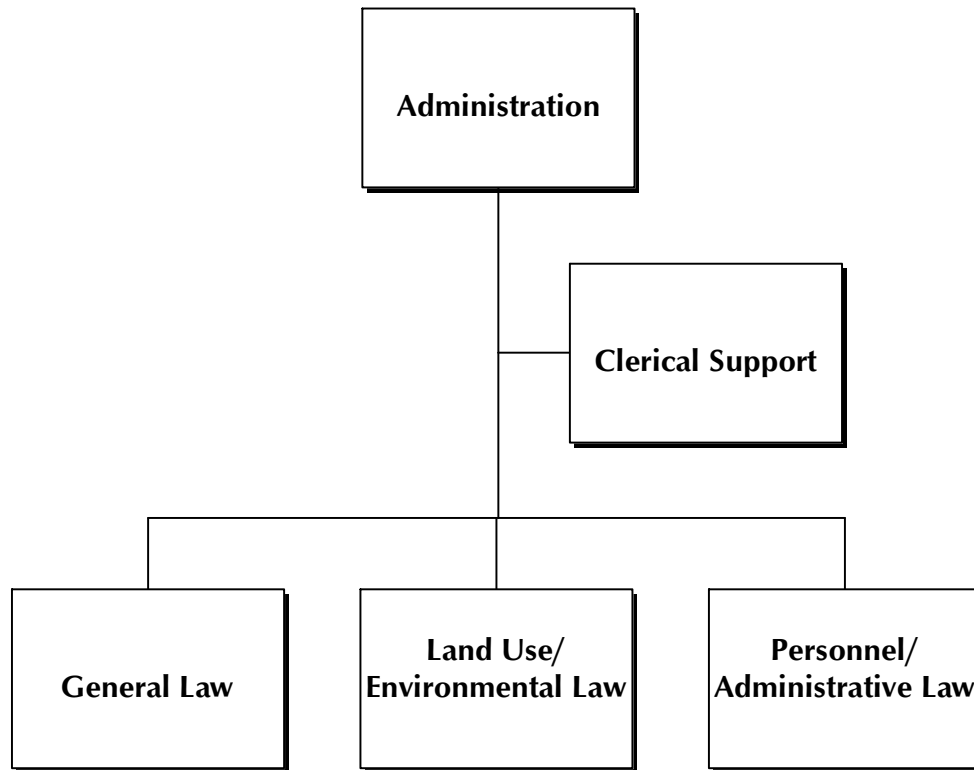 Administration
Clerical Support
General Law
Land Use/
Environmental Law
Personnel/
Administrative Law